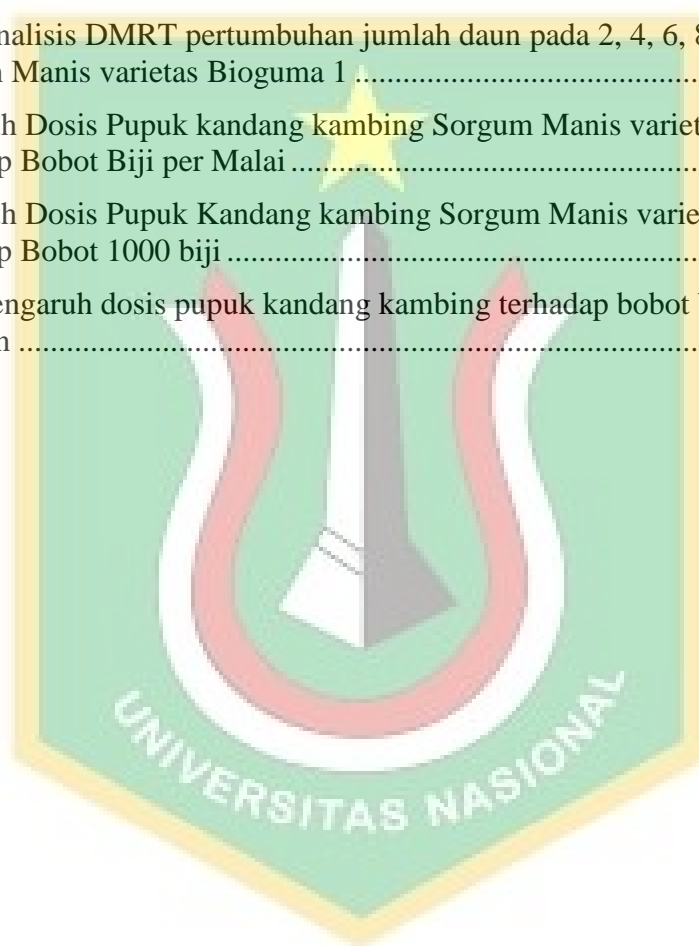 nalisis DMRT pertumbuhan jumlah daun pada 2, 4, 6, 8
n Manis varietas Bioguma 1 ..........................................
h Dosis Pupuk kandang kambing Sorgum Manis variet
p Bobot Biji per Malai ..................................................
h Dosis Pupuk Kandang kambing Sorgum Manis varie
p Bobot 1000 biji ..........................................................
engaruh dosis pupuk kandang kambing terhadap bobot
n .....................................................................................
UNIVERSITAS NASIONAL